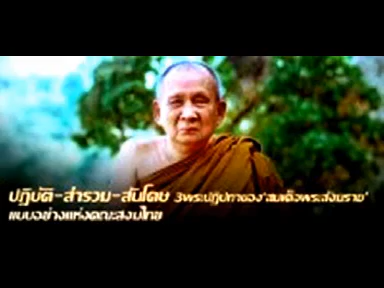 ปฏิบัติ-สำรวม-สันโดษ 3พระปฏิปทาของ'สมเด็จพระสังฆราช'
แบบอย่างแห่งคณะสงฆ์ไทย